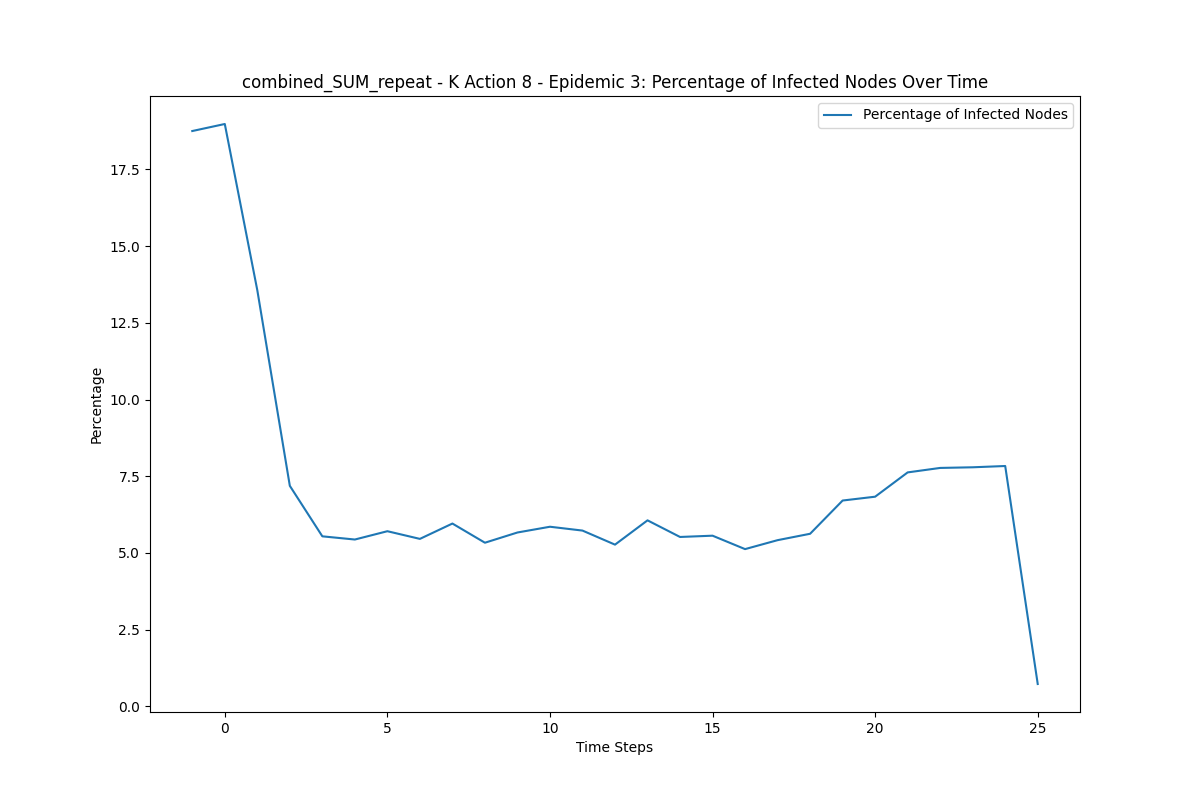 combined_SUM_repeat - K Action 8 - Epidemic 3: Percentage of Infected Nodes Over Time
Percentage of Infected Nodes
17.5
15.0
12.5
10.0
7.5
5.0
2.5
0.0
Percentage
0 5 10 15 20 25
Time Steps